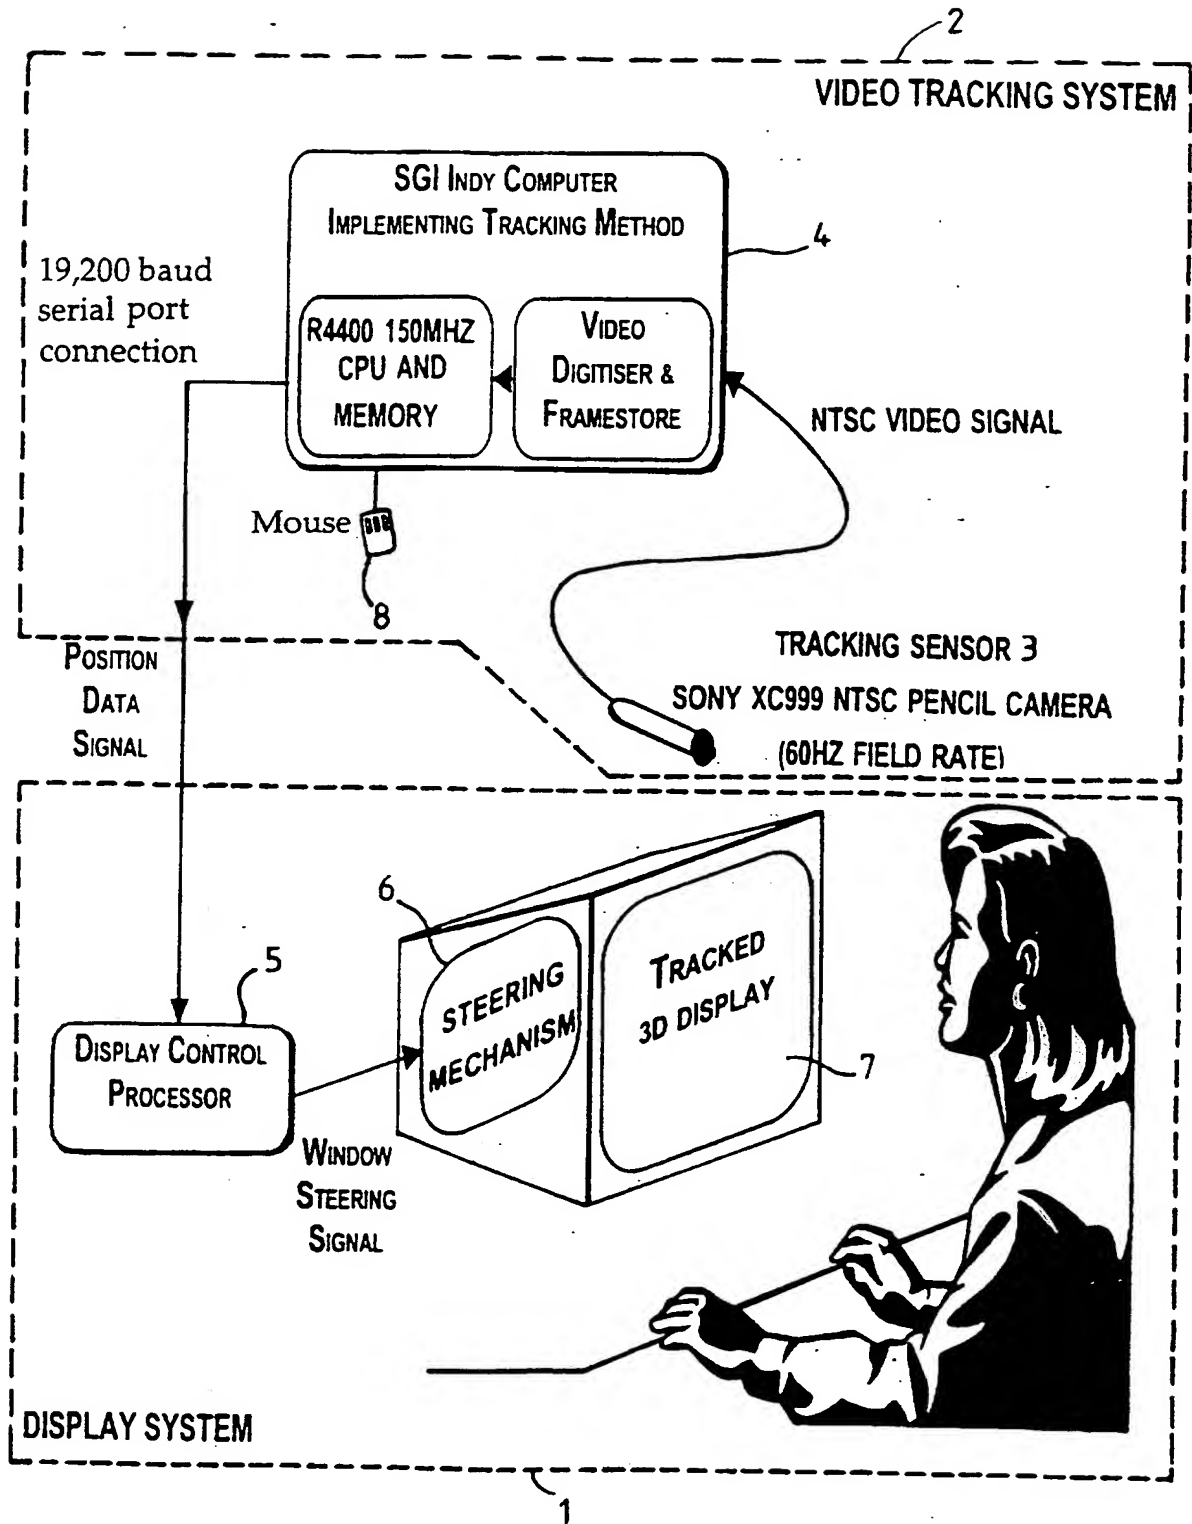 2
VIDEO TRACKING SYSTEM
SGI INDY COMPUTER
IMPLEMENTING TRACKING METHOD
4
19,200 baud
serial port
connection
R4400 150MHZ
CPU AND
MEMORY
VIDEO
DIGITISER &
FRAMESTORE
NTSC VIDEO SIGNAL
Mouse
8
TRACKING SENSOR 3
SONY XC999 NTSC PENCIL CAMERA
(60HZ FIELD RATE)
POSITION
DATA
SIGNAL
6
STEERING
MECHANISM
TRACKED
3D DISPLAY
7
5
DISPLAY CONTROL
PROCESSOR
WINDOW
STEERING
SIGNAL
DISPLAY SYSTEM
1